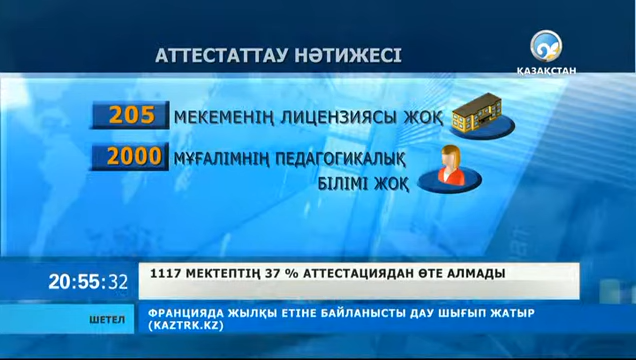 АТТЕСТАТТАУ НӘТИЖЕСІ
ҚАЗАҚСТАН
205 МЕКЕМЕНІҢ ЛИЦЕНЗИЯСЫ ЖОҚ
2000 МҰҒАЛІМНІҢ ПЕДАГОГИКАЛЫҚ
БІЛІМІ ЖОҚ
1117 МЕКТЕПТІҢ 37 % АТТЕСТАЦИЯДАН ӨТЕ АЛМАДЫ
20:55:32
ШЕТЕЛ
ФРАНЦИЯДА ЖЫЛҚЫ ЕТІНЕ БАЙЛАНЫСТЫ ДАУ ШЫҒЫП ЖАТЫР
(KAZTRK.KZ)